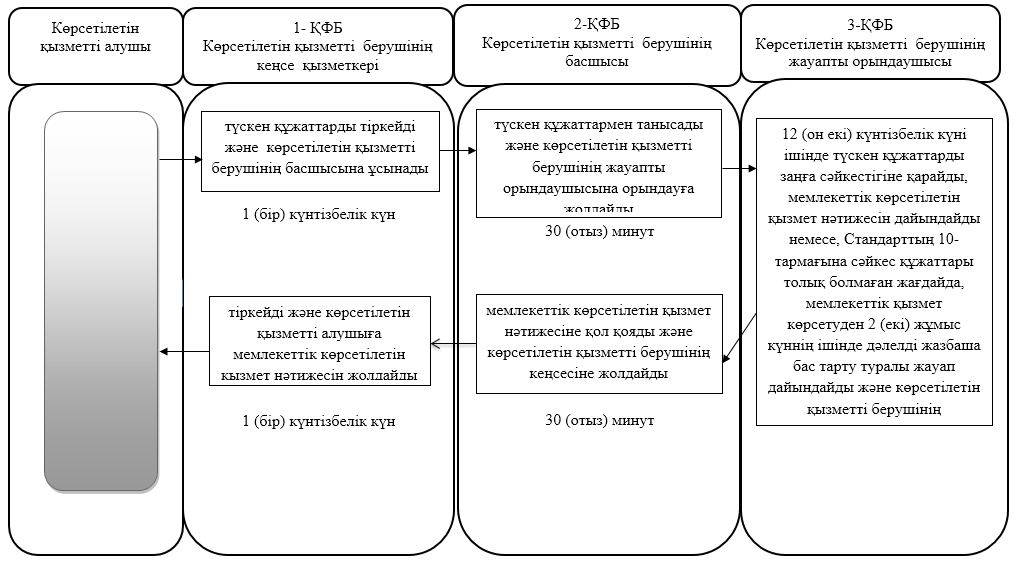 Көрсетілетін
қызметті алушы
1- ҚФБ
Көрсетілетін қызметті берушінің
кеңсе қызметкері
2-ҚФБ
Көрсетілетін қызметті берушінің
басшысы
3-ҚФБ
Көрсетілетін қызметті берушінің
жауапты орындаушысы
түскен құжаттарды тіркейді
және көрсетілетін қызметті
берушінің басшысына ұсынады
1 (бір) күнтізбелік күн
түскен құжаттармен танысады
және көрсетілетін қызметті
берушінің жауапты
орындаушысына орындауға
жолдайды
30 (отыз) минут
12 (он екі) күнтізбелік күні
ішінде түскен құжаттарды
заңға сәйкестігіне қарайды,
мемлекеттік көрсетілетін
қызмет нәтижесін дайындайды
немесе, Стандарттың 10-
тармағына сәйкес құжаттары
толық болмаған жағдайда,
мемлекеттік қызмет
көрсетуден 2 (екі) жұмыс
күннің ішінде дәлелді жазбаша
бас тарту туралы жауап
дайындайды және көрсетілетін
қызметті берушінің
мемлекеттік көрсетілетін қызмет
нәтижесіне қол қояды және
көрсетілетін қызметті берушінің
кеңсесіне жолдайды
30 (отыз) минут
тіркейді және көрсетілетін
қызметті алушыға
мемлекеттік көрсетілетін
қызмет нәтижесін жолдайды
1 (бір) күнтізбелік күн